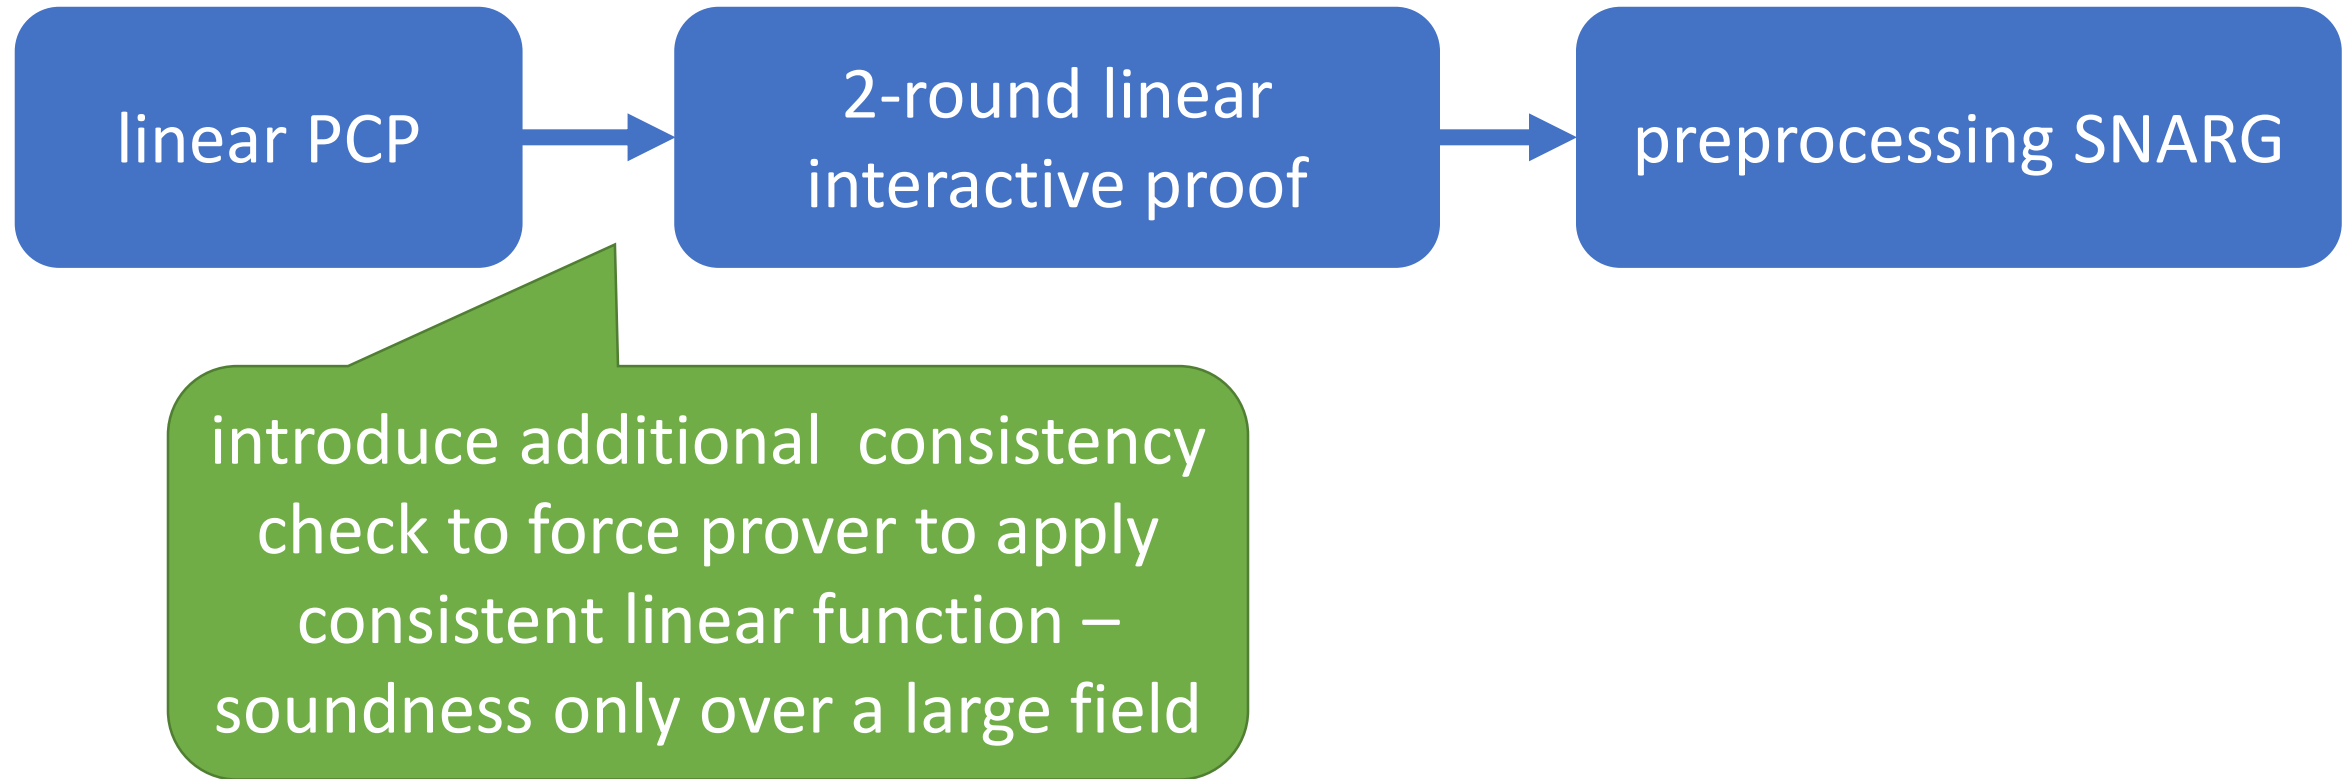 linear PCP
2-round linear
interactive proof
preprocessing SNARG
introduce additional  consistency
check to force prover to apply
consistent linear function –
soundness only over a large field